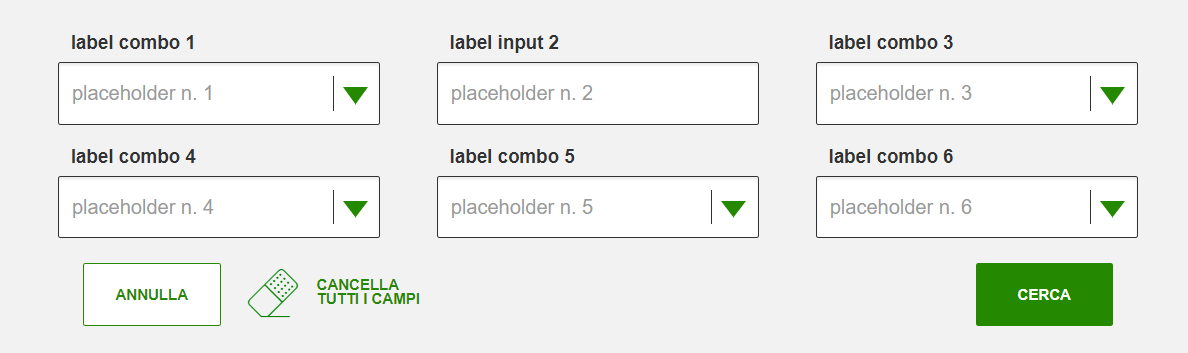 label combo 1
label input 2
label combo 3
placeholder n. 1
placeholder n. 2
placeholder n. 3
label combo 4
label combo 5
label combo 6
placeholder n. 4
placeholder n. 5
placeholder n. 6
ANNULLA
CANCELLA
TUTTI I CAMPI
CERCA